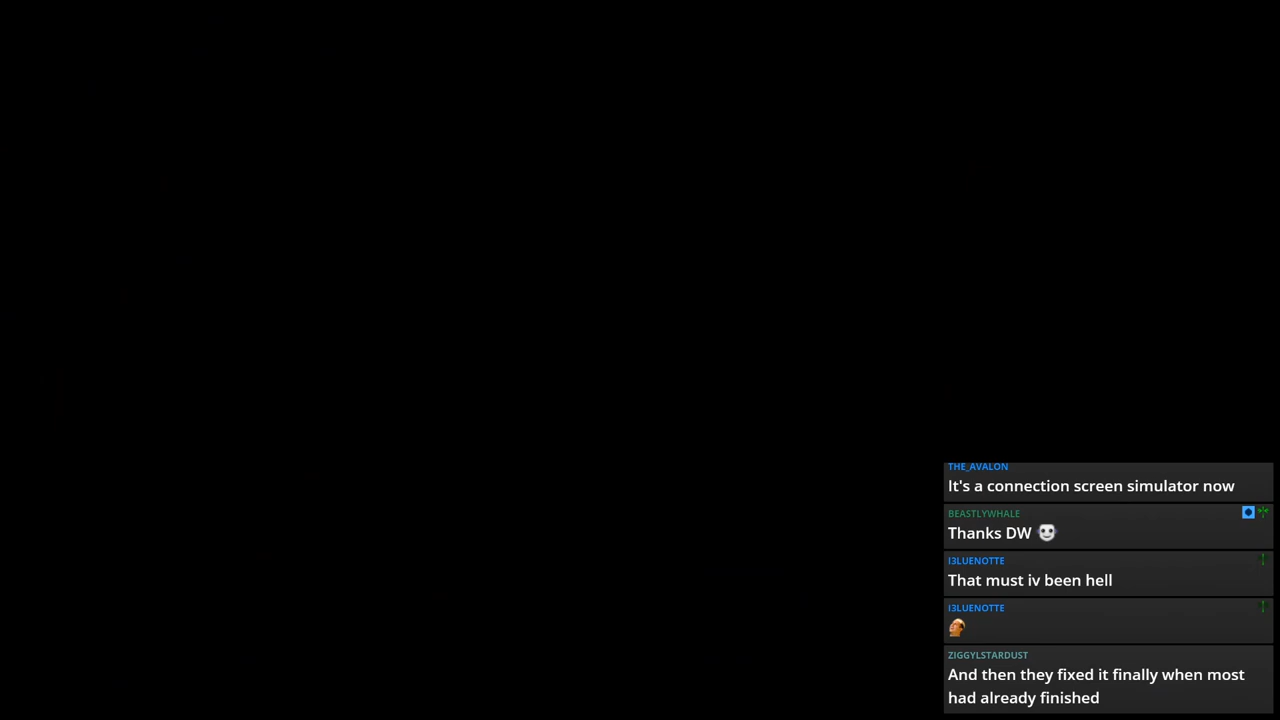 THE_AVALON
It's a connection screen simulator now
BEASTLYWHALE
Thanks DW
I3LUENOTTE
That must iv been hell
I3LUENOTTE
ZIGGYLSTARDUST
And then they fixed it finally when most
had already finished